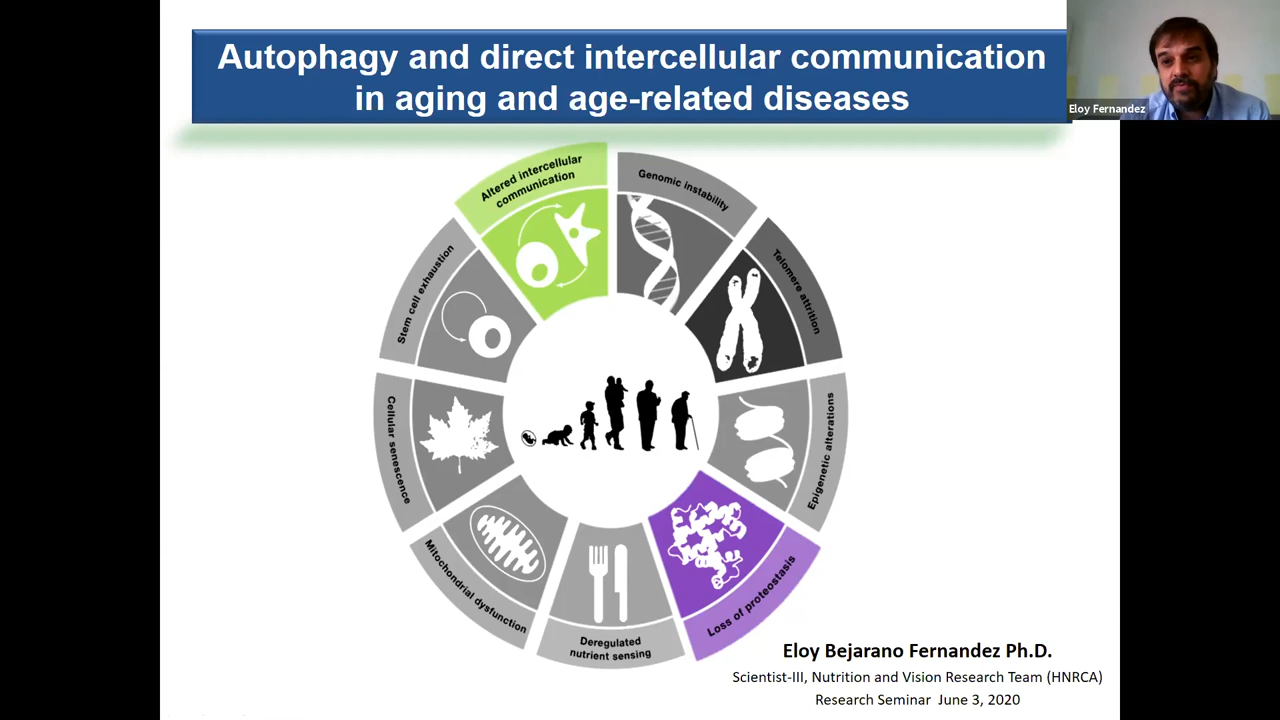 Autophagy and direct intercellular communication
in aging and age-related diseases
Eloy Fernandez
Altered intercellular
communication
Genomic instability
Telomere attrition
Epigenetic alterations
Loss of proteostasis
Deregulated
nutrient sensing
Mitochondrial dysfunction
Cellular senescence
Stem cell exhaustion
Eloy Bejarano Fernandez Ph.D.
Scientist-III, Nutrition and Vision Research Team (HNRCA)
Research Seminar June 3, 2020